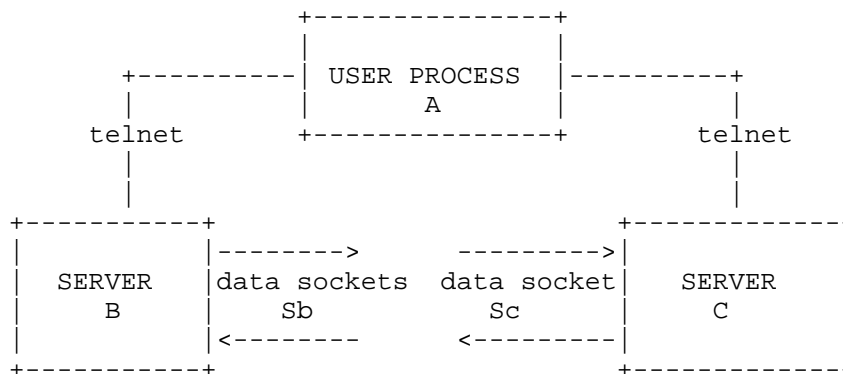 USER PROCESS
A
telnet telnet
SERVER data sockets data socket SERVER
B Sb Sc C